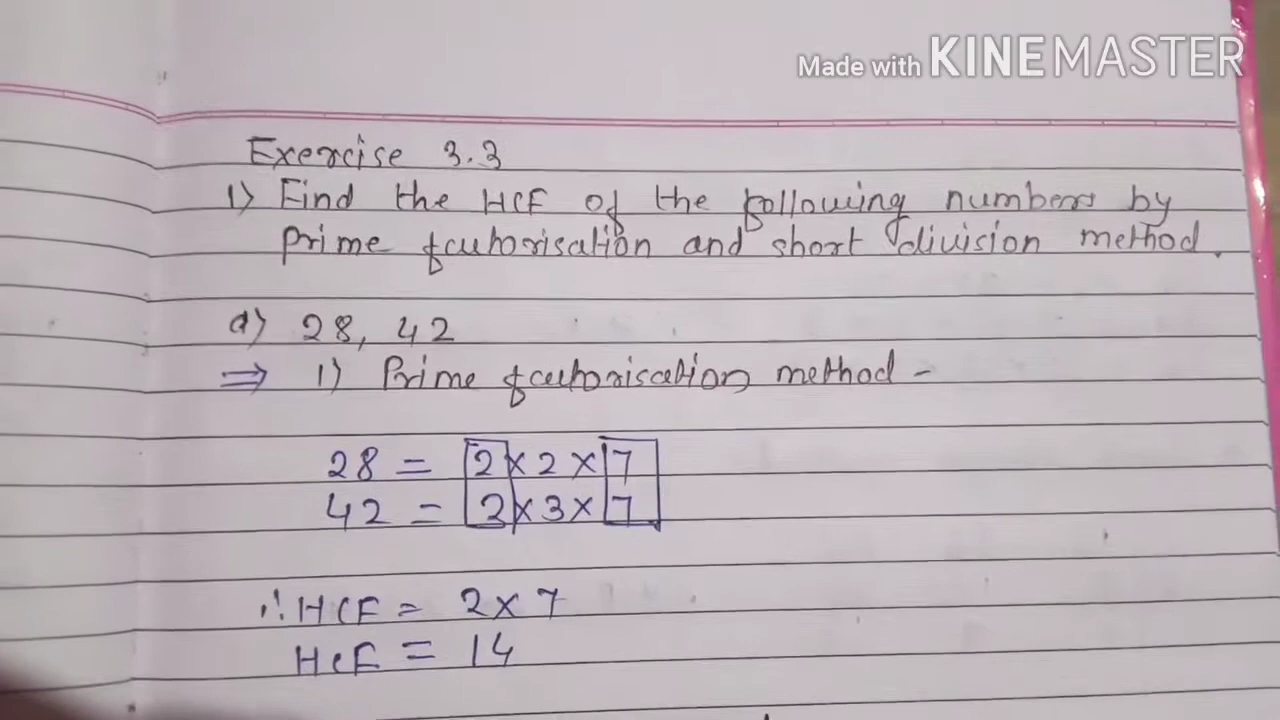 Made with KINEMASTER
Exercise 3.3
1) Find the HCF of the following numbers by
prime factorisation and short division method.
a) 28, 42
⇒ 1) Prime factorisation method -
28 = 2 × 2 × 7
42 = 2 × 3 × 7
∴ HCF = 2 × 7
HCF = 14